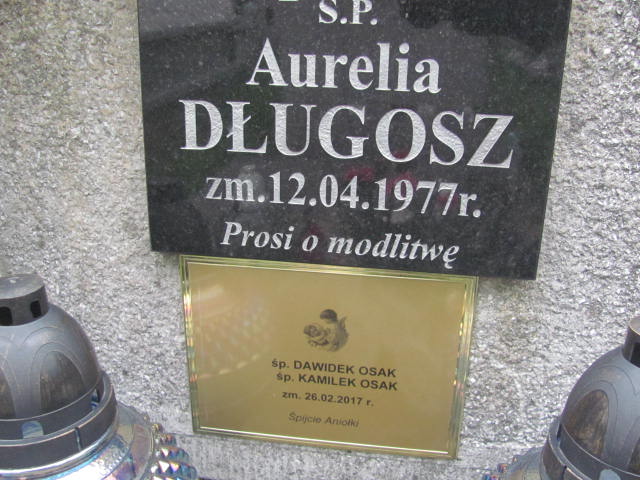 Ś.P.
Aurelia
DŁUGOSZ
zm.12.04.1977r.
Prosi o modlitwę
śp. DAWIDEK OSAK
śp. KAMILEK OSAK
zm. 26.02.2017 r.
Śpijcie Aniołki